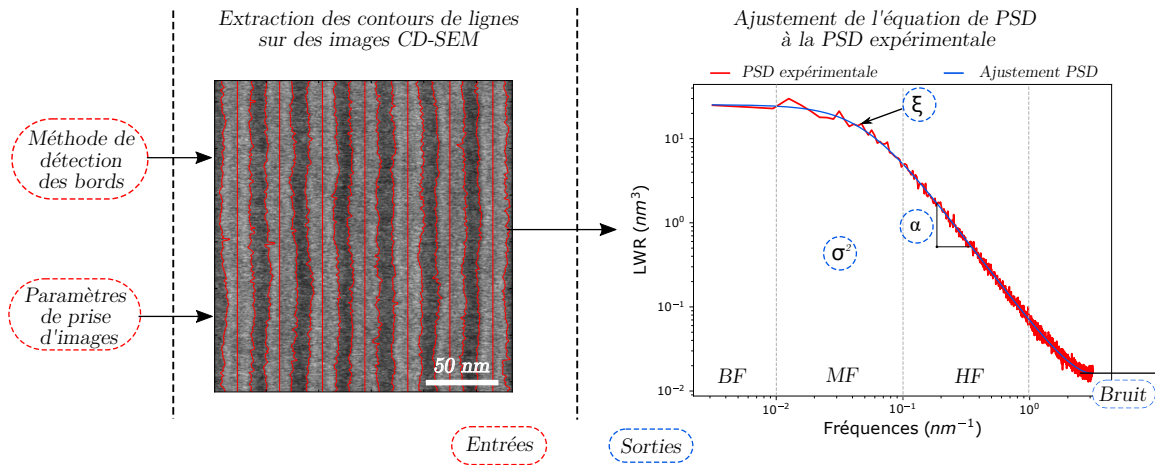 Extraction des contours de lignes
sur des images CD-SEM
Ajustement de l'équation de PSD
à la PSD expérimentale
Méthode de
détection
des bords
Paramètres
de prise
d'images
50 nm
PSD expérimentale
Ajustement PSD
LWR (nm³)
10¹
10⁰
10⁻¹
10⁻²
ξ
α
σ²
BF
MF
HF
Bruit
10⁻²
10⁻¹
10⁰
Fréquences (nm⁻¹)
Entrées
Sorties